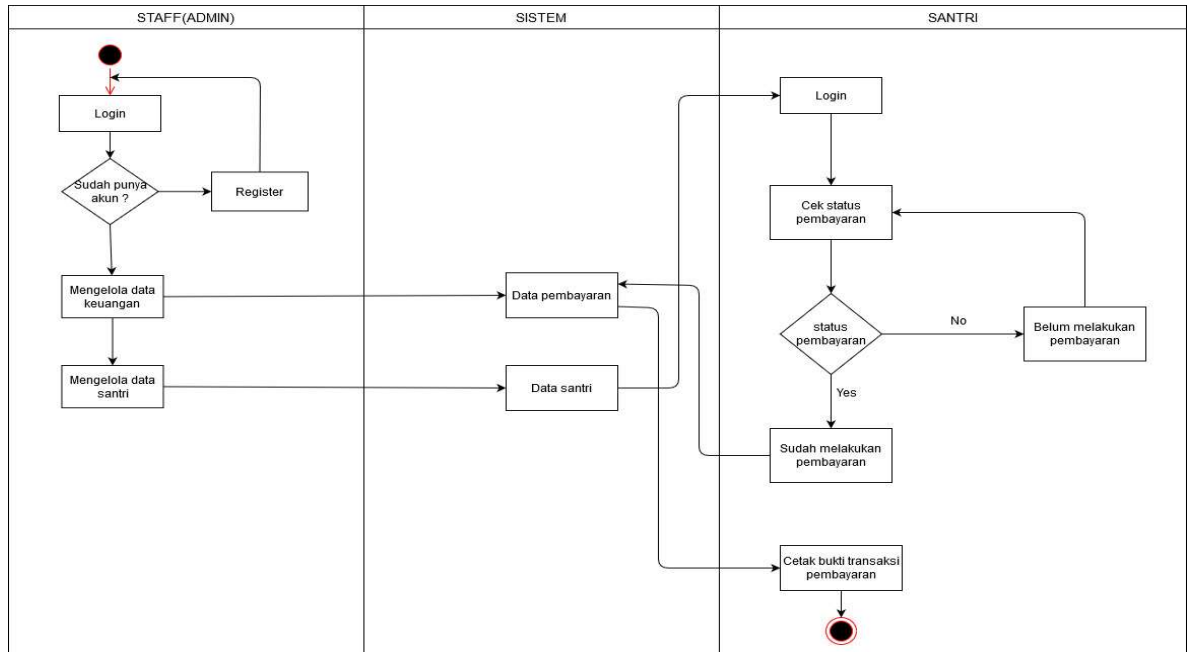 STAFF(ADMIN)
SISTEM
SANTRI
Login
Sudah punya
akun ?
Register
Mengelola data
keuangan
Mengelola data
santri
Data pembayaran
Data santri
Login
Cek status
pembayaran
status
pembayaran
No
Belum melakukan
pembayaran
Yes
Sudah melakukan
pembayaran
Cetak bukti transaksi
pembayaran